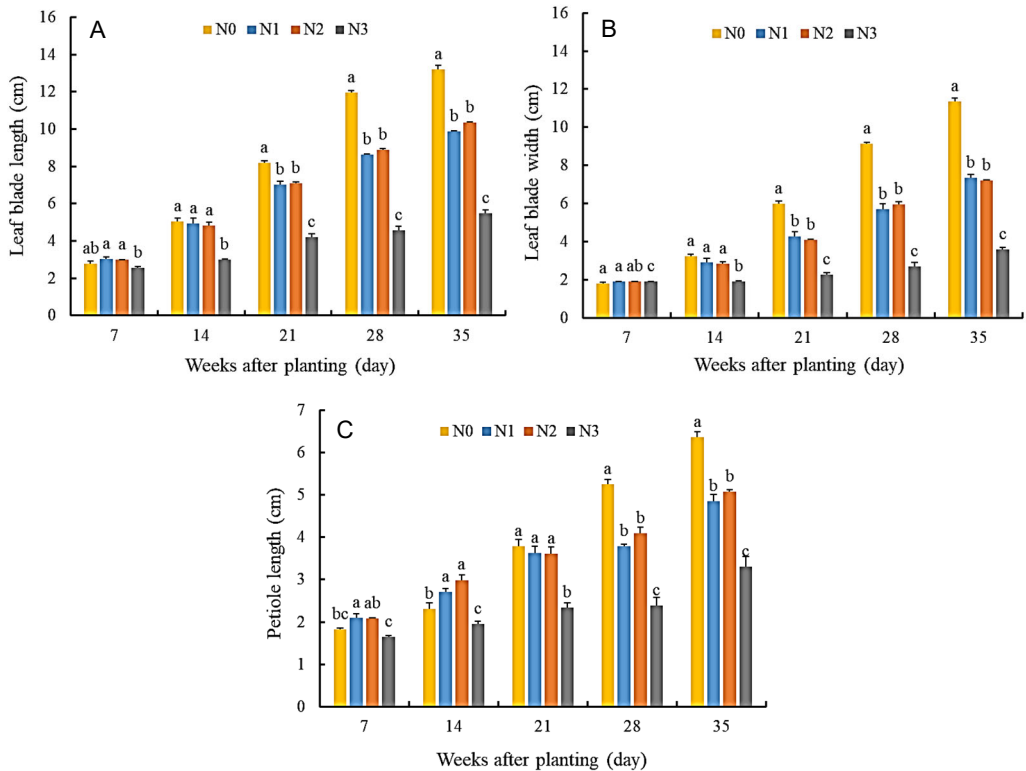 A
N0 N1 N2 N3
Leaf blade length (cm)
16
14
12
10
8
6
4
2
0
ab a a b
a a a b
a b b c
a b b c
a b b c
7 14 21 28 35
Weeks after planting (day)
B
N0 N1 N2 N3
Leaf blade width (cm)
16
14
12
10
8
6
4
2
0
a a ab c
a a a b
a b b c
a b b c
a b b c
7 14 21 28 35
Weeks after planting (day)
C
N0 N1 N2 N3
Petiole length (cm)
7
6
5
4
3
2
1
0
bc a ab c
b a a c
a a a b
a b b c
a b b c
7 14 21 28 35
Weeks after planting (day)